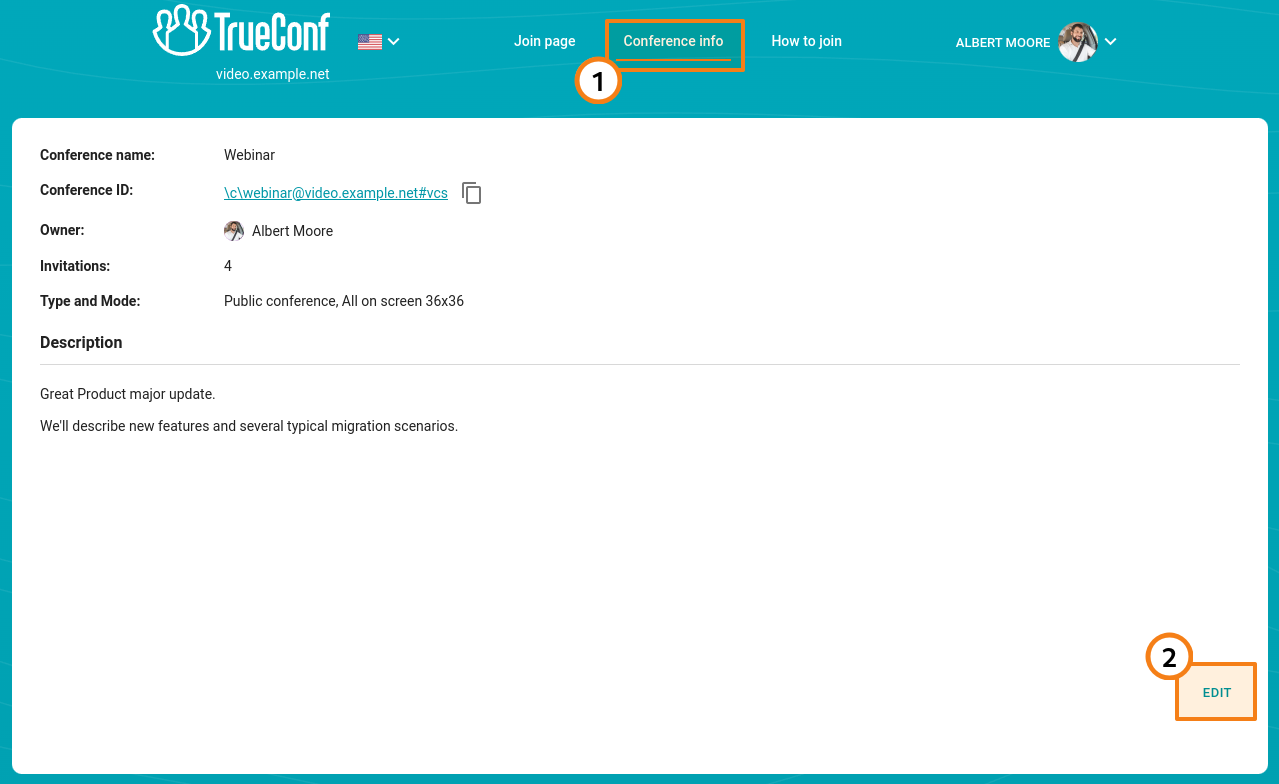 TrueConf
video.example.net
Join page
Conference info
How to join
ALBERT MOORE
1
Conference name: Webinar
Conference ID: \c\webinar@video.example.net#vcs
Owner: Albert Moore
Invitations: 4
Type and Mode: Public conference, All on screen 36x36
Description
Great Product major update.
We'll describe new features and several typical migration scenarios.
2
EDIT